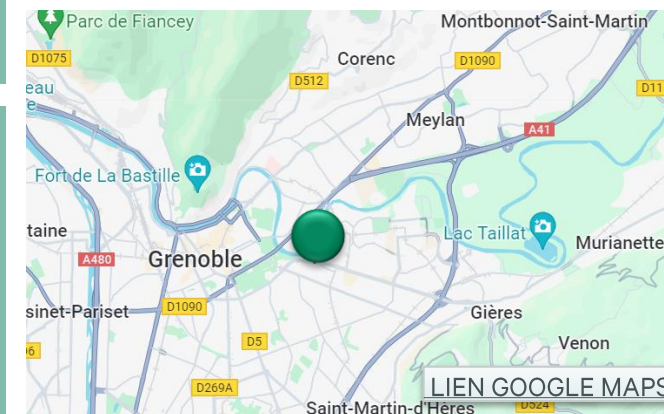 Parc de Fiancey
Montbonnot-Saint-Martin
D1075
Corenc
D1090
D512
D11
eau
Meylan
A41
Fort de La Bastille
taine
Lac Taillat
Murianette
A480
Grenoble
sinet-Pariset
D1090
Gières
D5
Venon
D269A
LIEN GOOGLE MAPS
Saint-Martin-d'Hères
D524